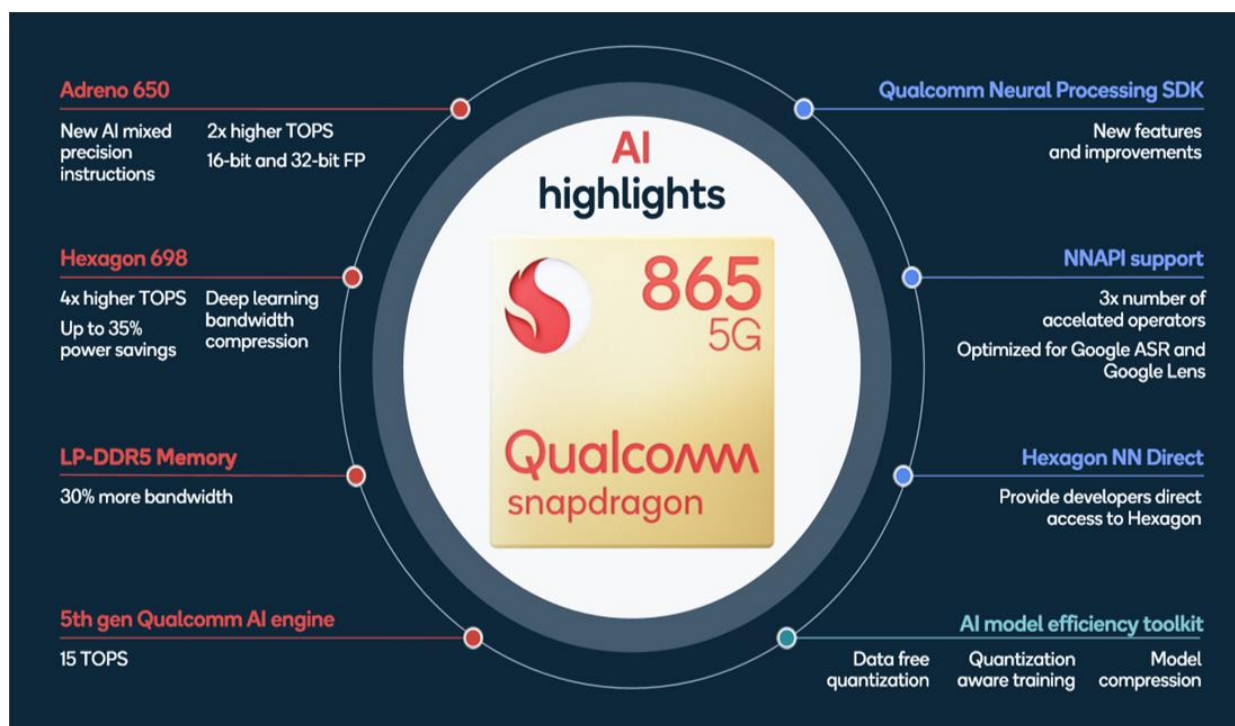 AI
highlights
865
5G
Qualcomm
snapdragon
Adreno 650
New AI mixed
precision
instructions
2x higher TOPS
16-bit and 32-bit FP
Hexagon 698
4x higher TOPS
Up to 35%
power savings
Deep learning
bandwidth
compression
LP-DDR5 Memory
30% more bandwidth
5th gen Qualcomm AI engine
15 TOPS
Qualcomm Neural Processing SDK
New features
and improvements
NNAPI support
3x number of
accelated operators
Optimized for Google ASR and
Google Lens
Hexagon NN Direct
Provide developers direct
access to Hexagon
AI model efficiency toolkit
Data free
quantization
Quantization
aware training
Model
compression